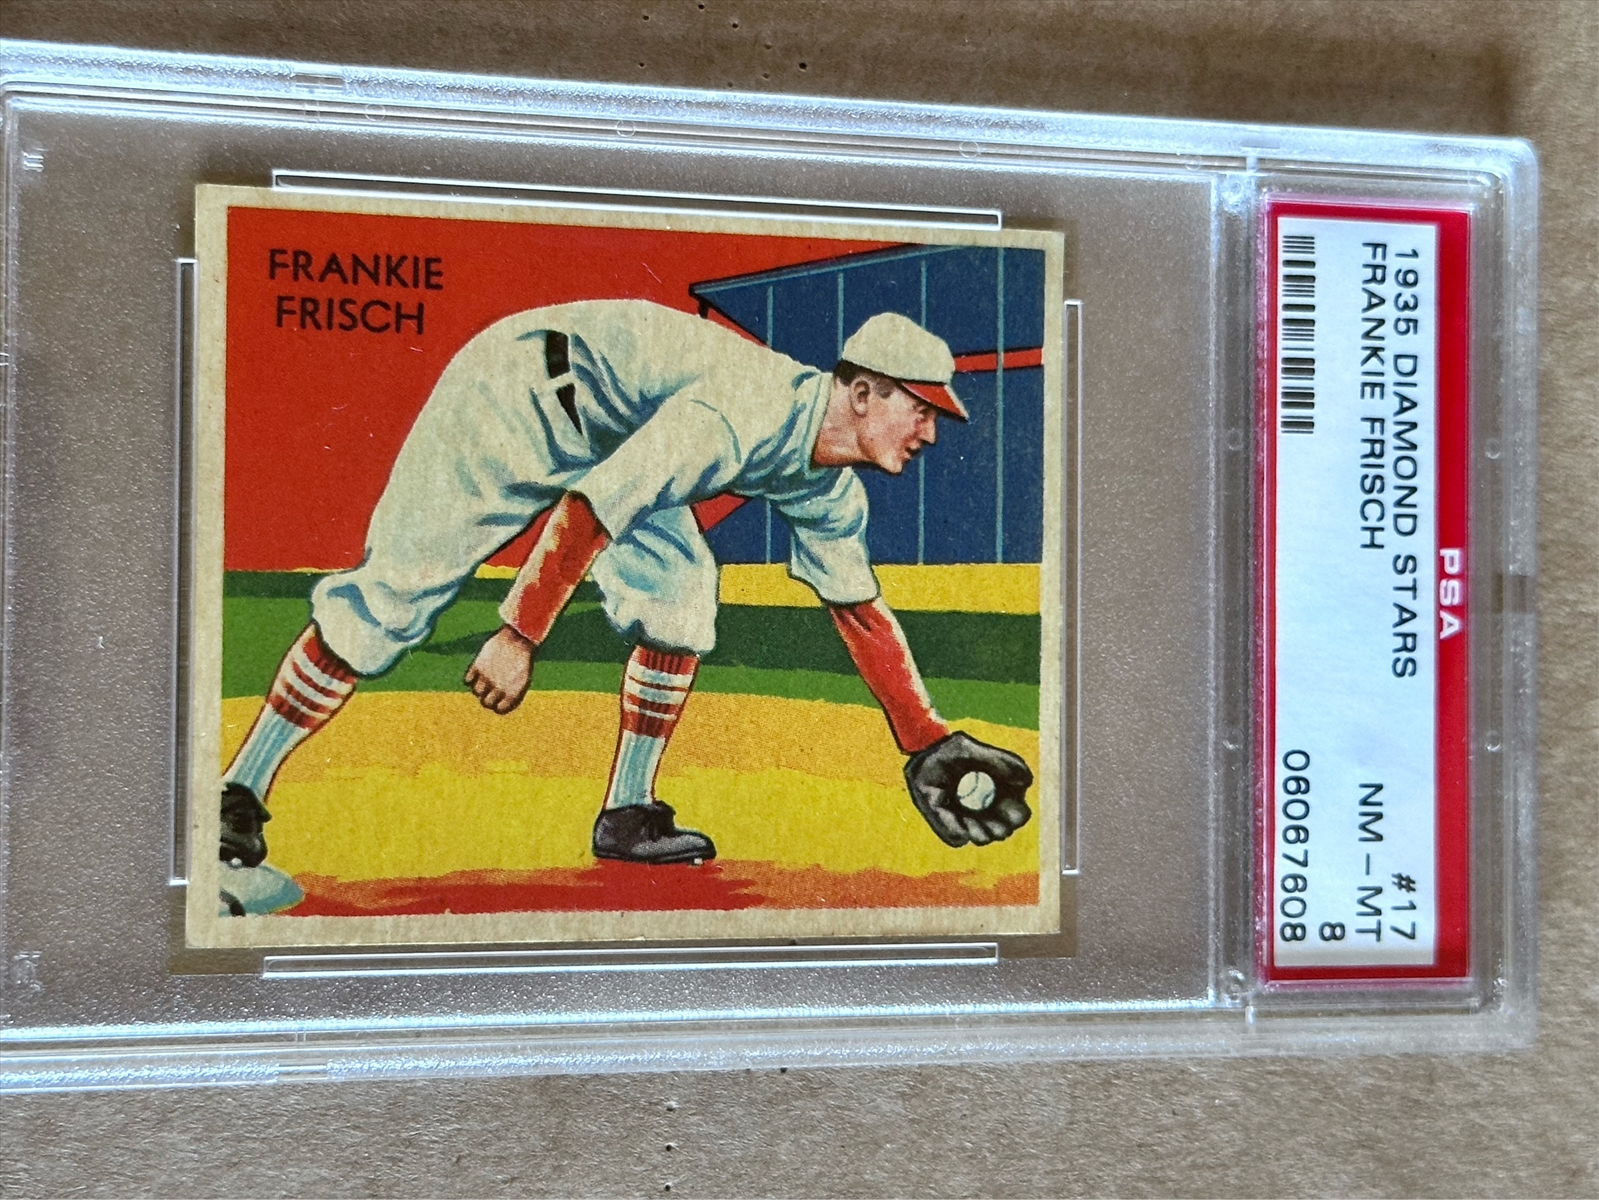 FRANKIE
FRISCH
PSA
1935 DIAMOND STARS #17
FRANKIE FRISCH NM-MT
8
06067608